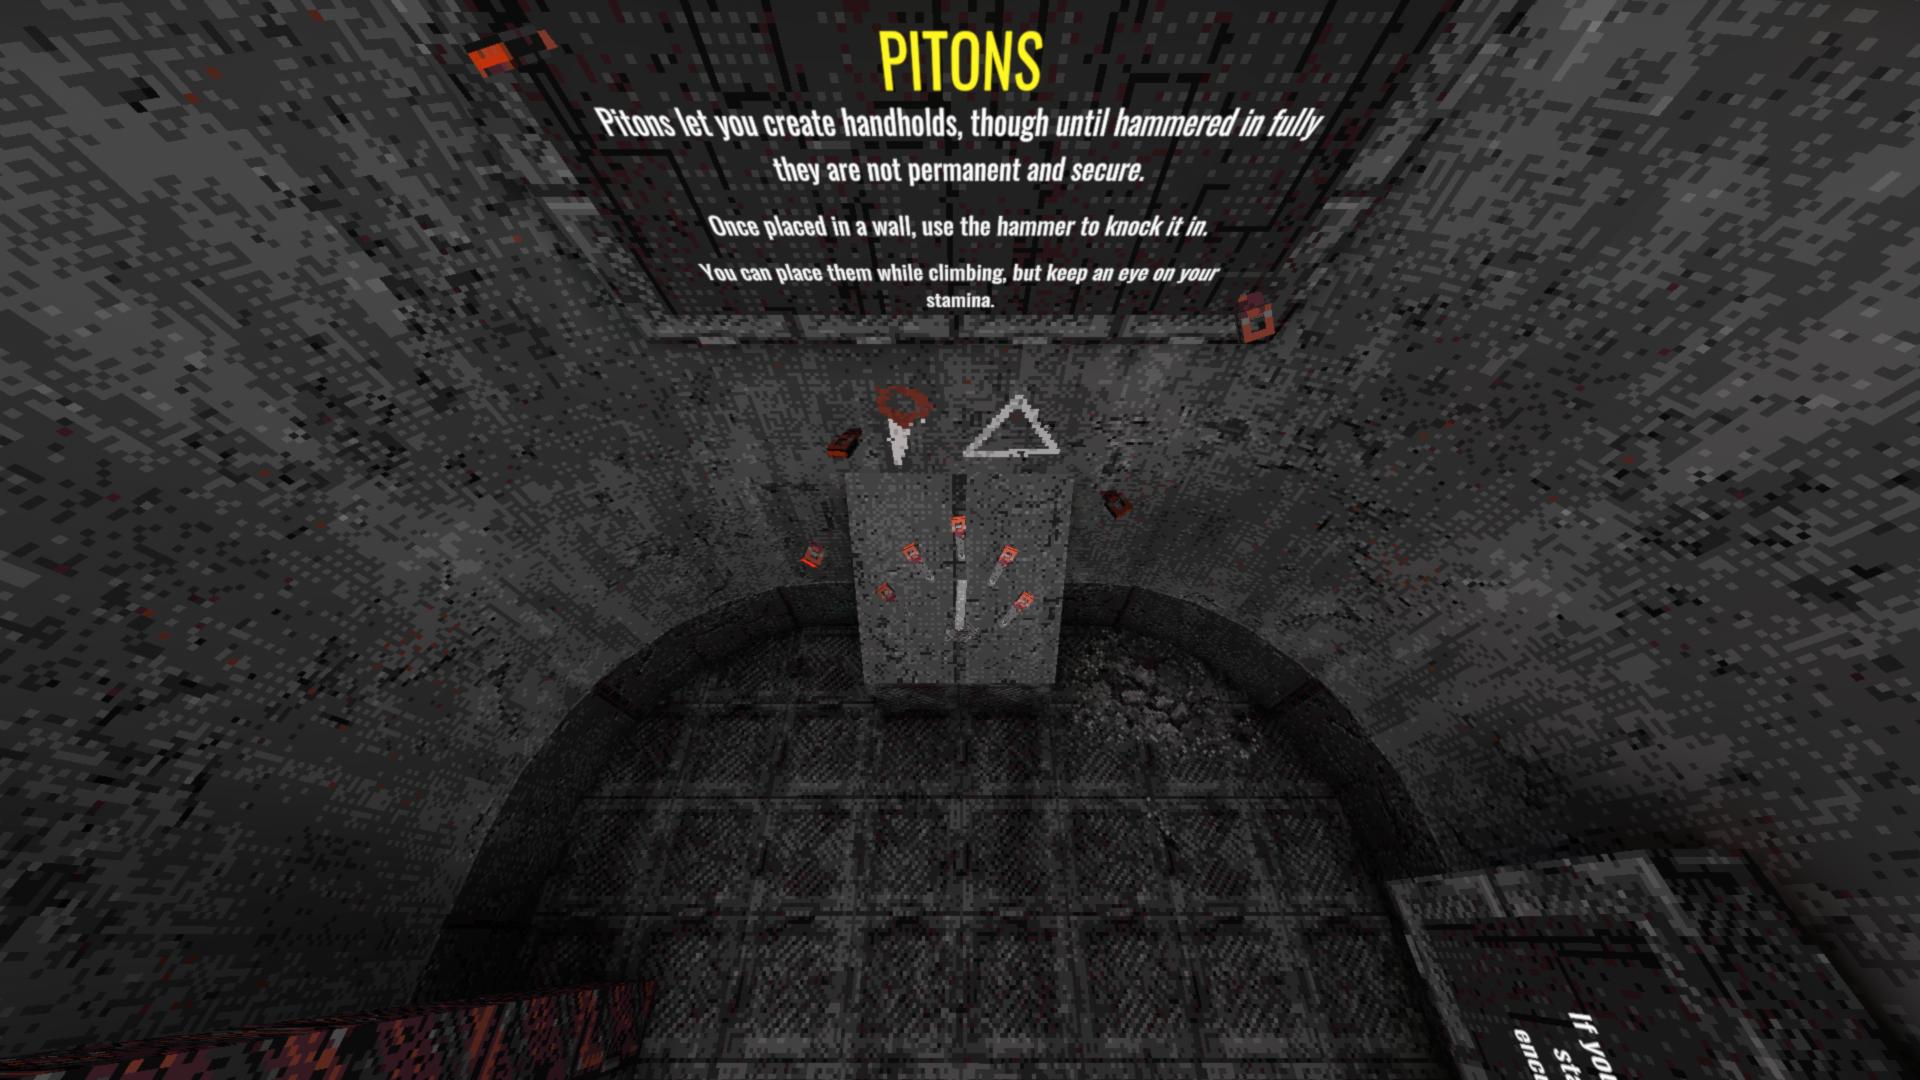 PITONS
Pitons let you create handholds, though until hammered in fully
they are not permanent and secure.
Once placed in a wall, use the hammer to knock it in.
You can place them while climbing, but keep an eye on your
stamina.
If you